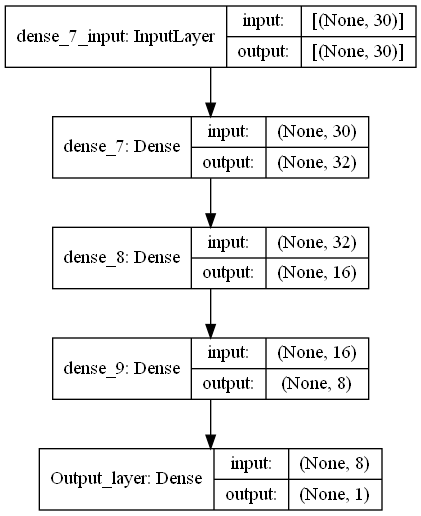 dense_7_input: InputLayer
input: [(None, 30)]
output: [(None, 30)]
dense_7: Dense
input: (None, 30)
output: (None, 32)
dense_8: Dense
input: (None, 32)
output: (None, 16)
dense_9: Dense
input: (None, 16)
output: (None, 8)
Output_layer: Dense
input: (None, 8)
output: (None, 1)